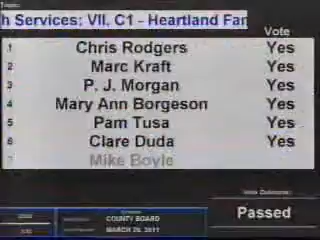 h Services; VII. C1 - Heartland Fan
Vote
1 Chris Rodgers Yes
2 Marc Kraft Yes
3 P. J. Morgan Yes
4 Mary Ann Borgeson Yes
5 Pam Tusa Yes
6 Clare Duda Yes
7 Mike Boyle
Vote Outcome:
Passed
COUNTY BOARD
MARCH 29, 2011